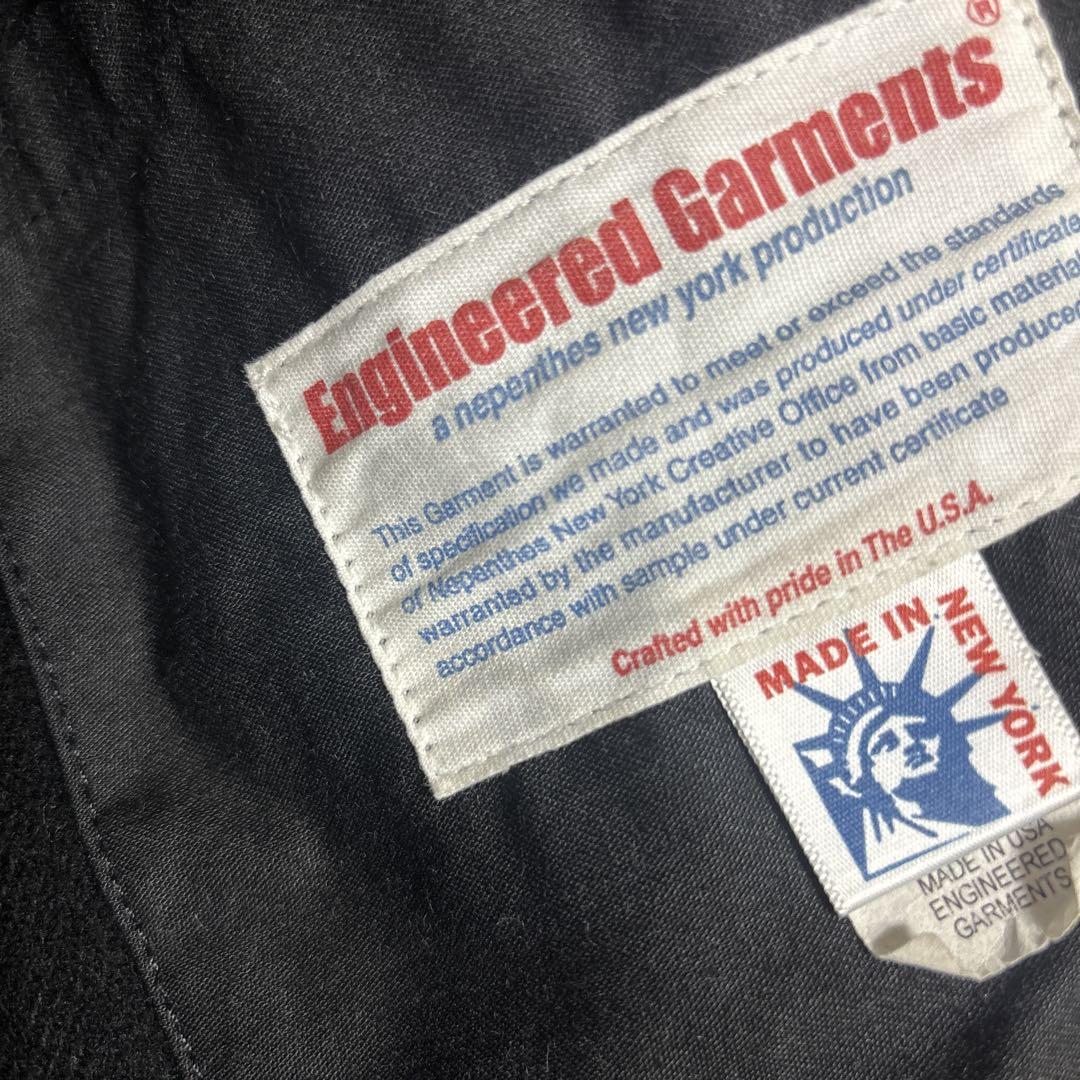 Engineered Garments®
a nepenthes new york production
This Garment is warranted to meet or exceed the standards
of specification we made and was produced under certificate
of Nepenthes New York Creative Office from basic material
warranted by the manufacturer to have been produced
accordance with sample under current certificate
Crafted with pride in The U.S.A.
MADE IN
NEW YORK
MADE IN USA
ENGINEERED
GARMENTS